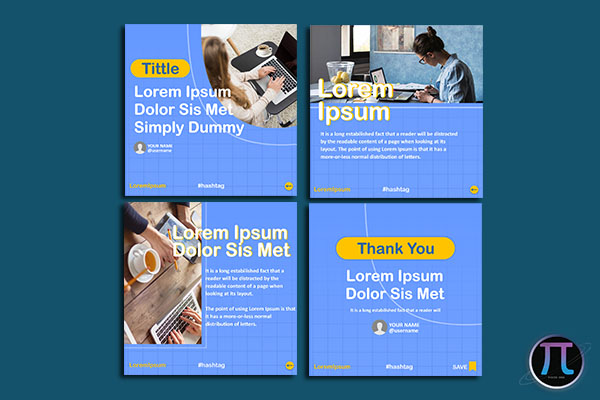 Tittle
Lorem Ipsum
Dolor Sis Met
Simply Dummy
YOUR NAME
@username
LoremIpsum
#hashtag
Lorem
Ipsum
It is a long established fact that a reader will be distracted
by the readable content of a page when looking at its
layout. The point of using Lorem Ipsum is that it has a
more-or-less normal distribution of letters.
LoremIpsum
#hashtag
Lorem Ipsum
Dolor Sis Met
It is a long established fact that a
reader will be distracted by the
readable content of a page when
looking at its layout.
The point of using Lorem Ipsum is that
it has a more-or-less normal
distribution of letters.
LoremIpsum
#hashtag
Thank You
Lorem Ipsum
Dolor Sis Met
It is a long established fact that a reader will
YOUR NAME
@username
LoremIpsum
#hashtag
SAVE